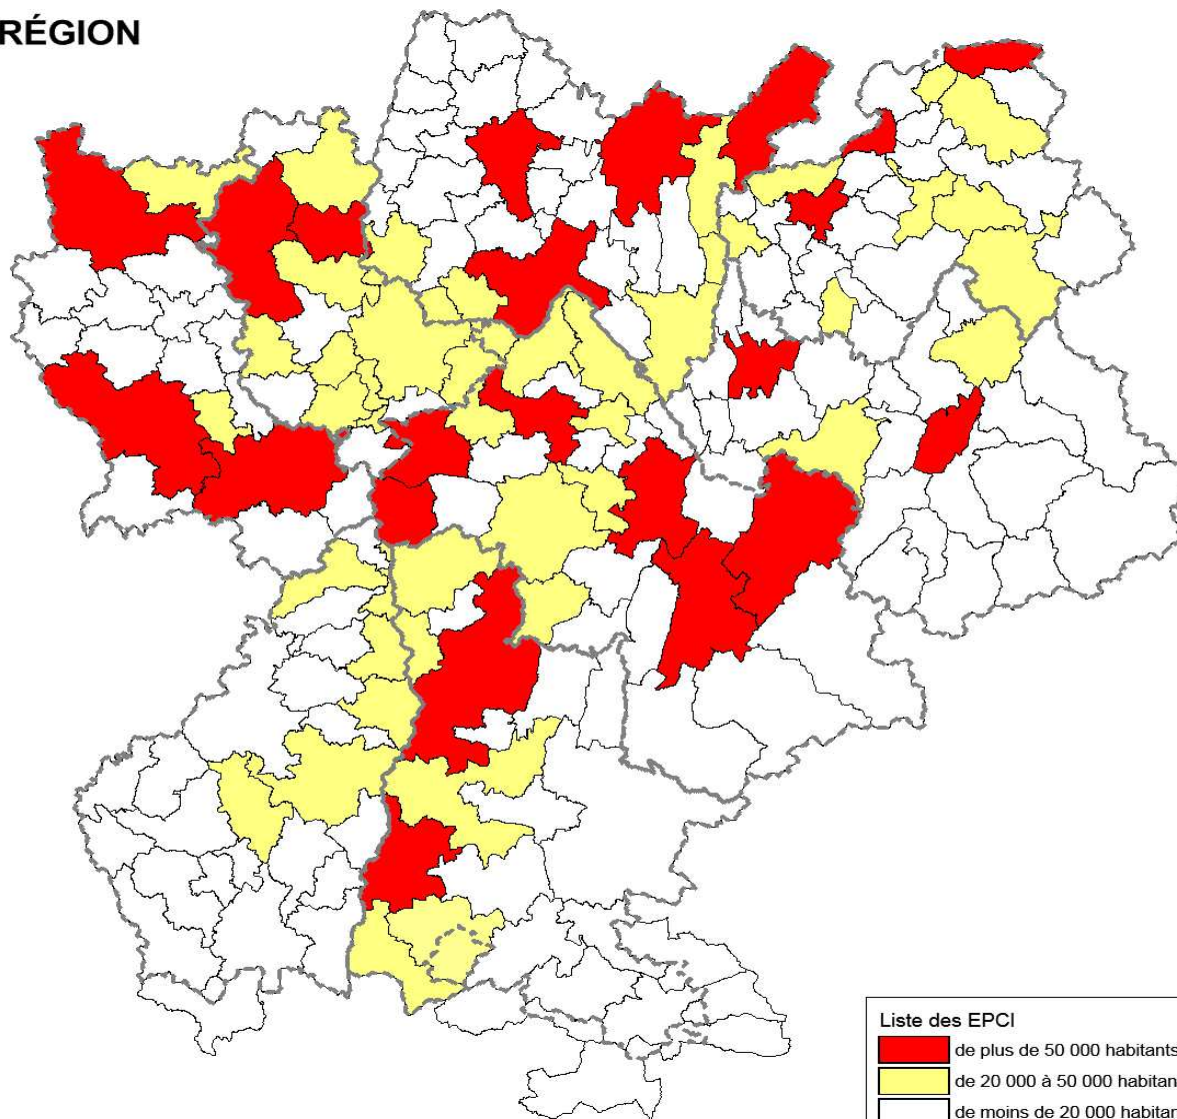 RÉGION
Liste des EPCI
de plus de 50 000 habitants
de 20 000 à 50 000 habitan
de moins de 20 000 habitar